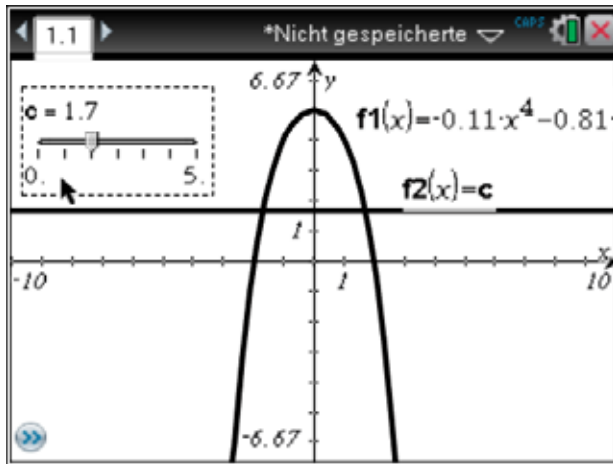 1.1 *Nicht gespeicherte CAPS
6.67 y
c = 1.7
f1(x)=-0.11·x⁴-0.81·
0. 5.
f2(x)=c
1
x
-10 1 10
-6.67